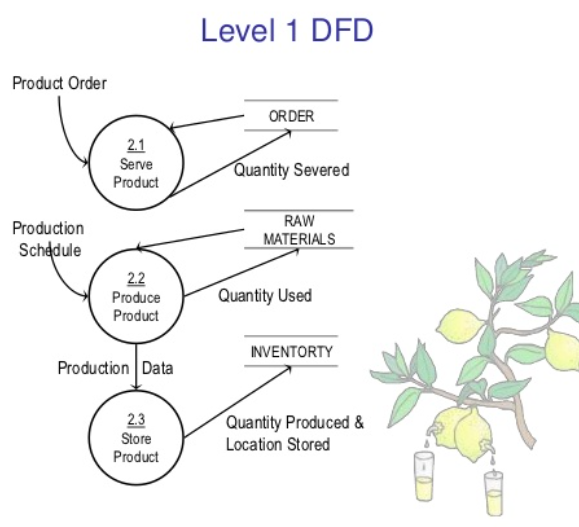 Level 1 DFD
Product Order
ORDER
2.1
Serve
Product
Quantity Severed
Production
Schedule
RAW
MATERIALS
2.2
Produce
Product
Quantity Used
Production Data
INVENTORTY
2.3
Store
Product
Quantity Produced &
Location Stored